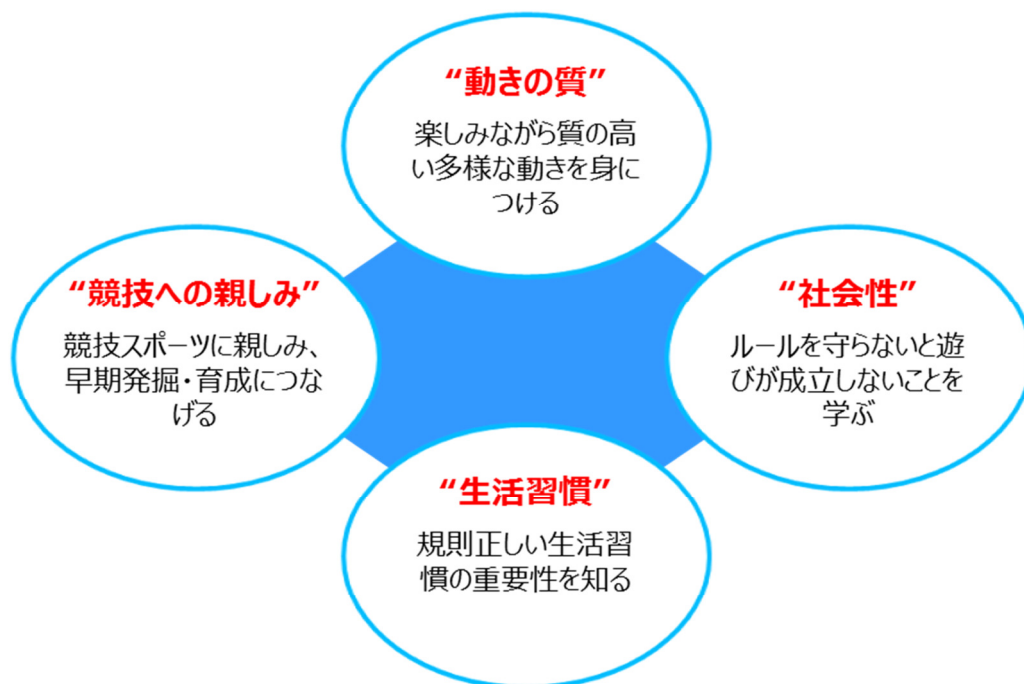 “動きの質”
楽しみながら質の高
い多様な動きを身に
つける
“競技への親しみ”
競技スポーツに親しみ、
早期発掘・育成につな
げる
“社会性”
ルールを守らないと遊
びが成立しないことを
学ぶ
“生活習慣”
規則正しい生活習
慣の重要性を知る